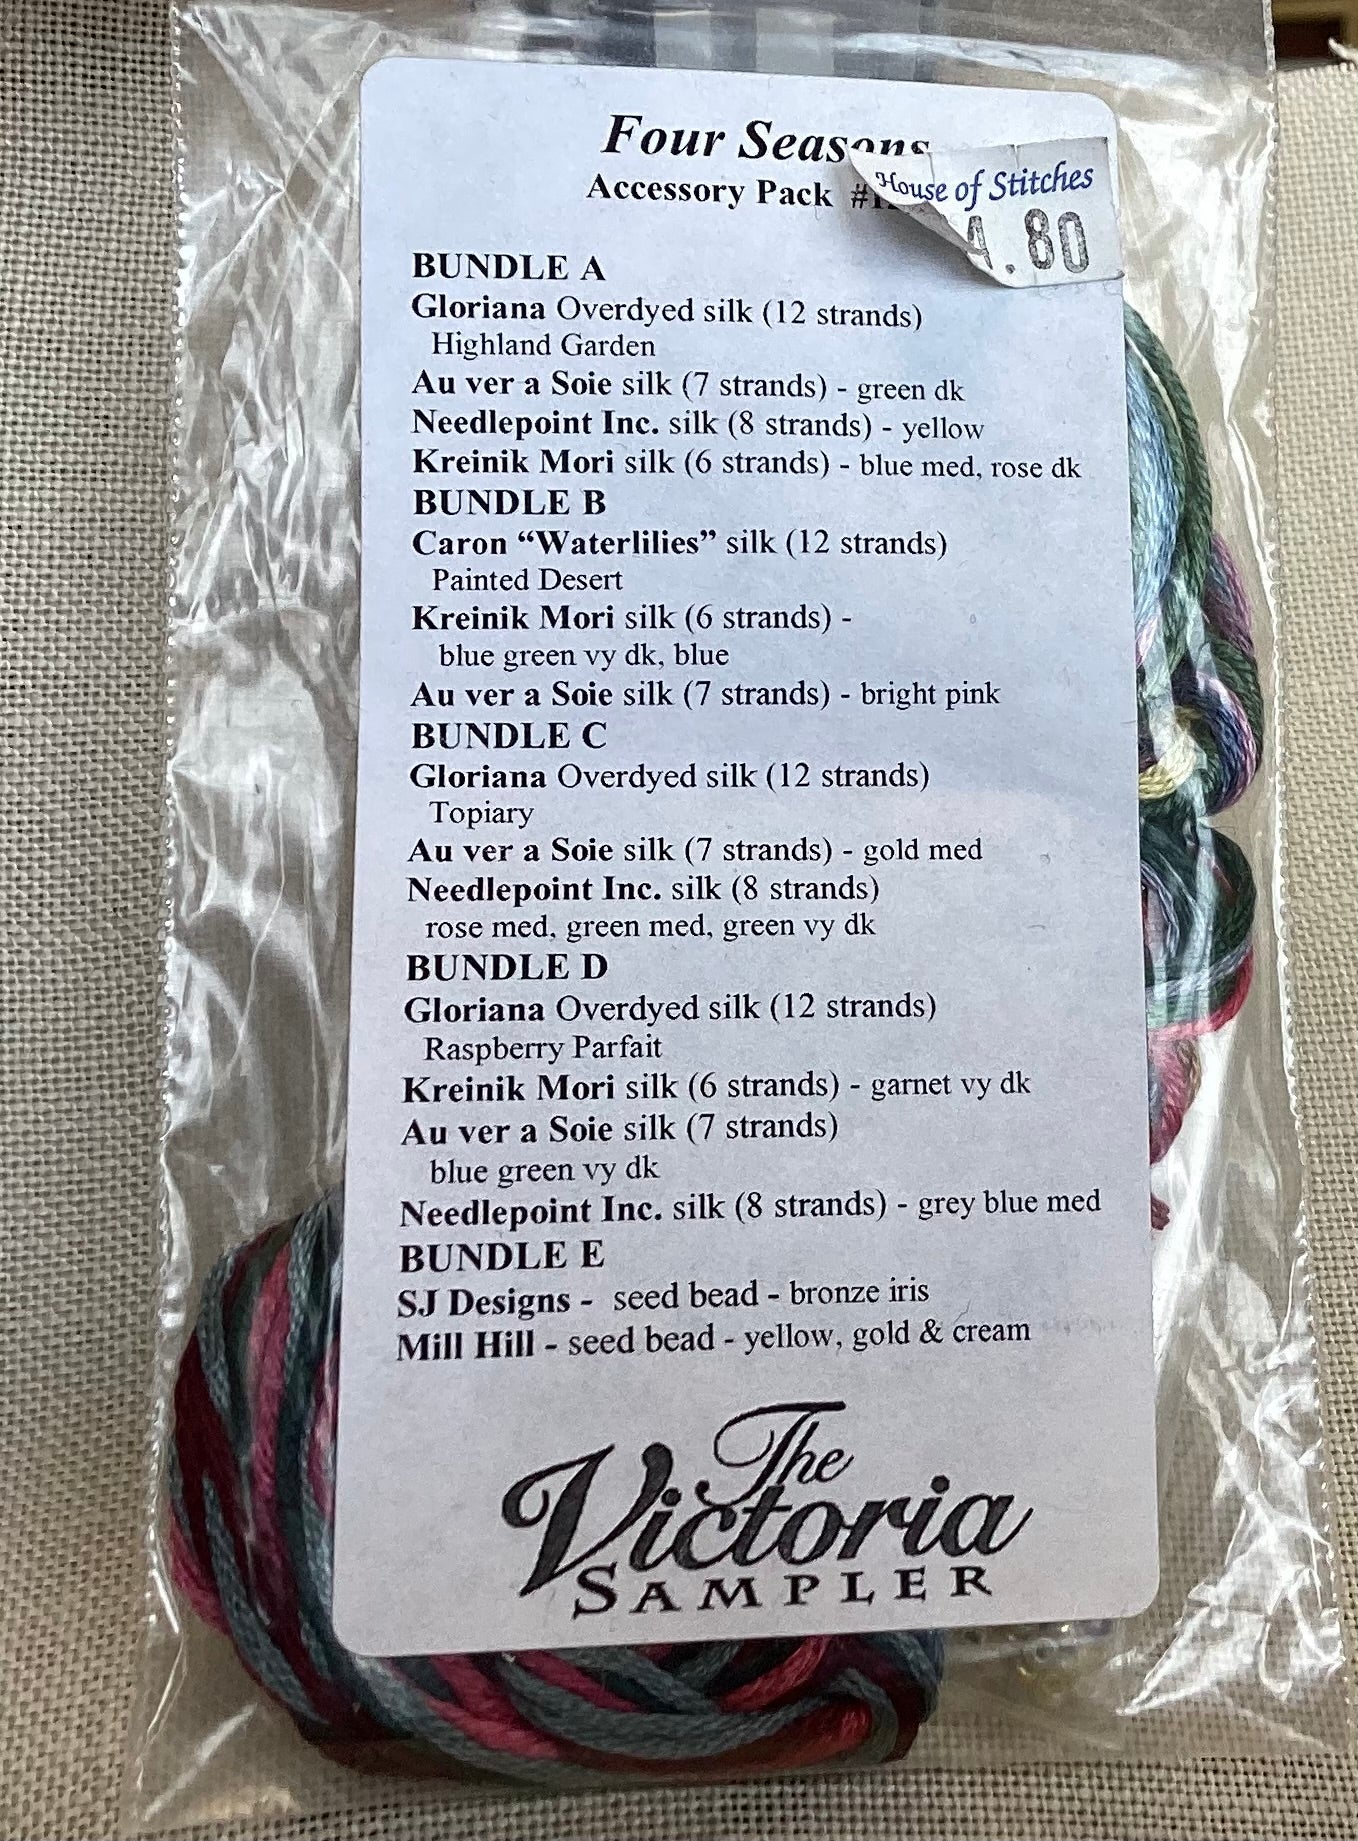 Four Seasons
Accessory Pack
House of Stitches
.80
BUNDLE A
Gloriana Overdyed silk (12 strands)
Highland Garden
Au ver a Soie silk (7 strands) - green dk
Needlepoint Inc. silk (8 strands) - yellow
Kreinik Mori silk (6 strands) - blue med, rose dk
BUNDLE B
Caron “Waterlilies” silk (12 strands)
Painted Desert
Kreinik Mori silk (6 strands) -
blue green vy dk, blue
Au ver a Soie silk (7 strands) - bright pink
BUNDLE C
Gloriana Overdyed silk (12 strands)
Topiary
Au ver a Soie silk (7 strands) - gold med
Needlepoint Inc. silk (8 strands)
rose med, green med, green vy dk
BUNDLE D
Gloriana Overdyed silk (12 strands)
Raspberry Parfait
Kreinik Mori silk (6 strands) - garnet vy dk
Au ver a Soie silk (7 strands)
blue green vy dk
Needlepoint Inc. silk (8 strands) - grey blue med
BUNDLE E
SJ Designs - seed bead - bronze iris
Mill Hill - seed bead - yellow, gold & cream
The
Victoria
SAMPLER